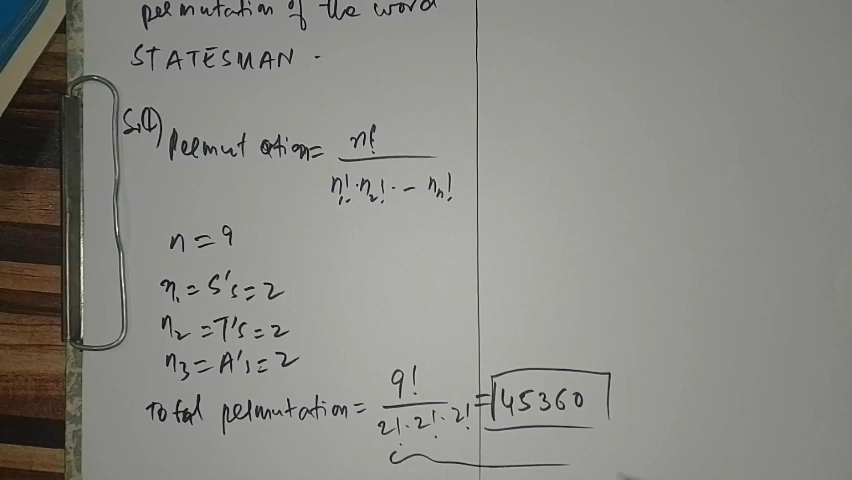 permutation of the word
STATESMAN .
Sol)
Permutation = n! / n₁! . n₂! . - nₙ!
n = 9
n₁ = S's = 2
n₂ = T's = 2
n₃ = A's = 2
Total permutation = 9! / 2! . 2! . 2! = 45360